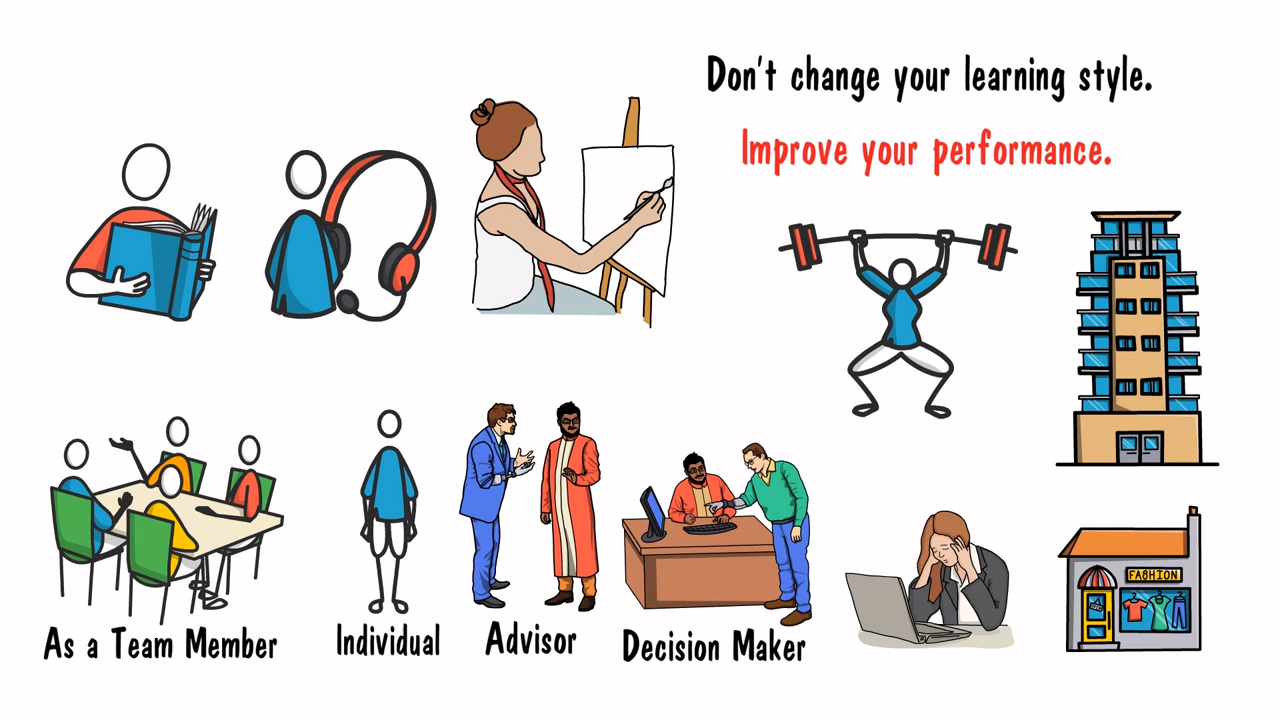 Don't change your learning style.
Improve your performance.
As a Team Member
Individual
Advisor
Decision Maker
FASHION